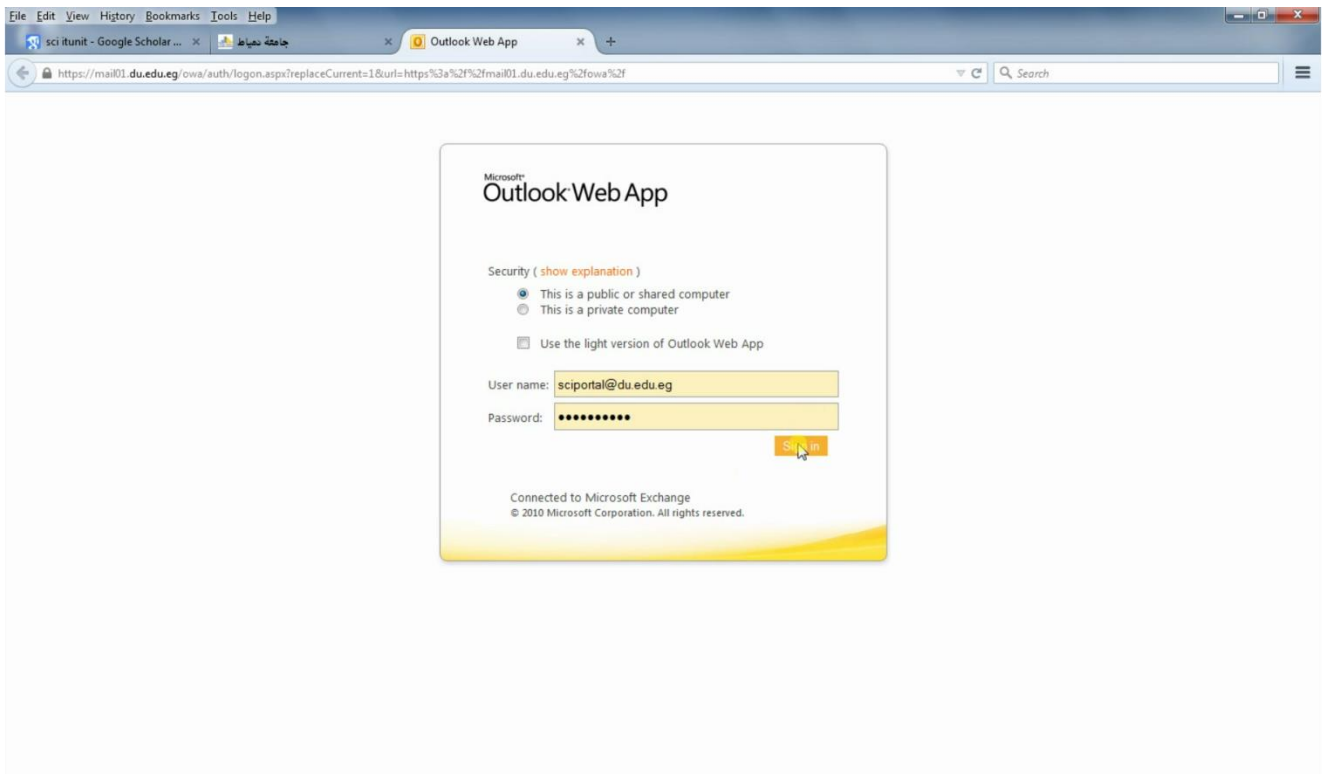 File Edit View History Bookmarks Tools Help
sci itunit - Google Scholar ... × جامعة دمياط × Outlook Web App × +
https://mail01.du.edu.eg/owa/auth/logon.aspx?replaceCurrent=1&url=https%3a%2f%2fmail01.du.edu.eg%2fowa%2f Search
Microsoft
Outlook Web App
Security ( show explanation )
This is a public or shared computer
This is a private computer
Use the light version of Outlook Web App
User name: sciportal@du.edu.eg
Password: ••••••••••
Sign in
Connected to Microsoft Exchange
© 2010 Microsoft Corporation. All rights reserved.